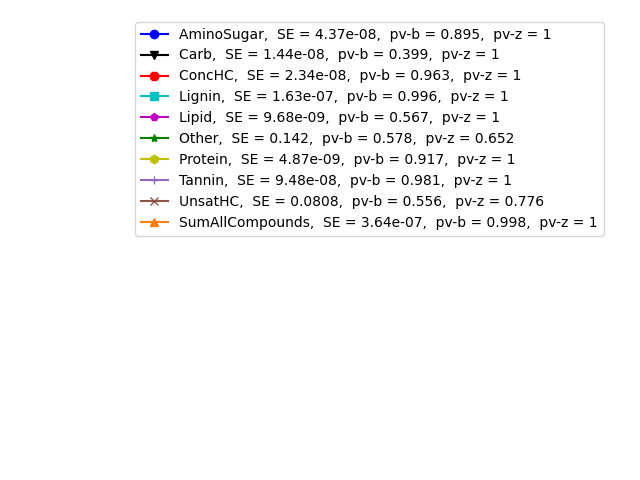 AminoSugar,  SE = 4.37e-08,  pv-b = 0.895,  pv-z = 1
Carb,  SE = 1.44e-08,  pv-b = 0.399,  pv-z = 1
ConcHC,  SE = 2.34e-08,  pv-b = 0.963,  pv-z = 1
Lignin,  SE = 1.63e-07,  pv-b = 0.996,  pv-z = 1
Lipid,  SE = 9.68e-09,  pv-b = 0.567,  pv-z = 1
Other,  SE = 0.142,  pv-b = 0.578,  pv-z = 0.652
Protein,  SE = 4.87e-09,  pv-b = 0.917,  pv-z = 1
Tannin,  SE = 9.48e-08,  pv-b = 0.981,  pv-z = 1
UnsatHC,  SE = 0.0808,  pv-b = 0.556,  pv-z = 0.776
SumAllCompounds,  SE = 3.64e-07,  pv-b = 0.998,  pv-z = 1